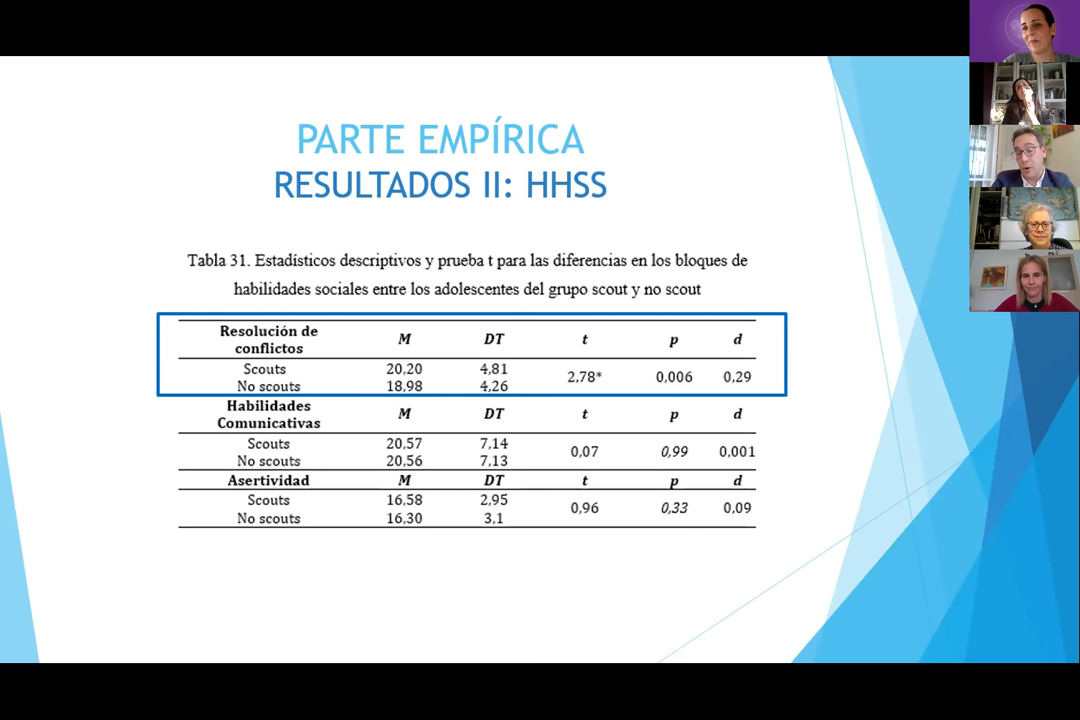 PARTE EMPÍRICA
RESULTADOS II: HHSS
Tabla 31. Estadísticos descriptivos y prueba t para las diferencias en los bloques de
habilidades sociales entre los adolescentes del grupo scout y no scout
Resolución de conflictos M DT t p d
Scouts 20,20 4,81 2,78* 0,006 0,29
No scouts 18,98 4,26
Habilidades Comunicativas M DT t p d
Scouts 20,57 7,14 0,07 0,99 0,001
No scouts 20,56 7,13
Asertividad M DT t p d
Scouts 16,58 2,95 0,96 0,33 0,09
No scouts 16,30 3,1